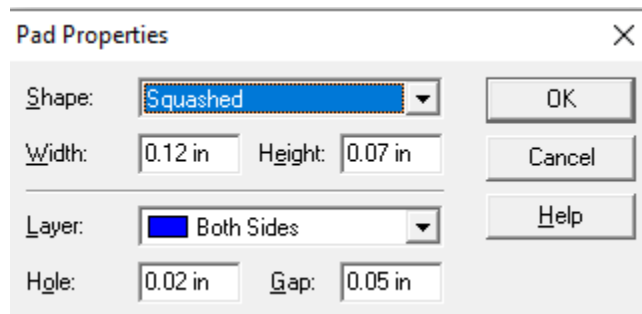 Pad Properties
Shape: Squashed OK
Width: 0.12 in Height: 0.07 in Cancel
Layer: Both Sides Help
Hole: 0.02 in Gap: 0.05 in